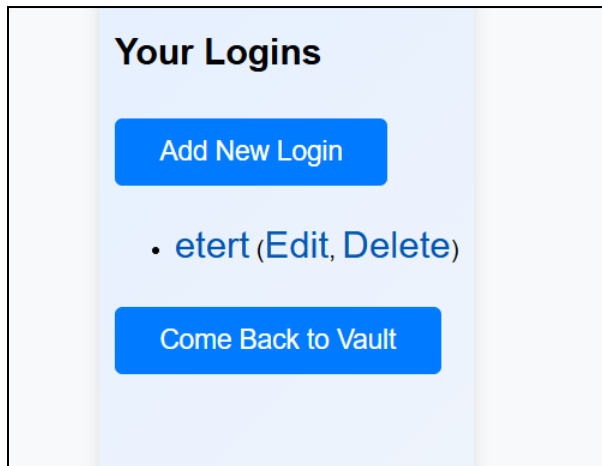 Your Logins
Add New Login
etert (Edit, Delete)
Come Back to Vault